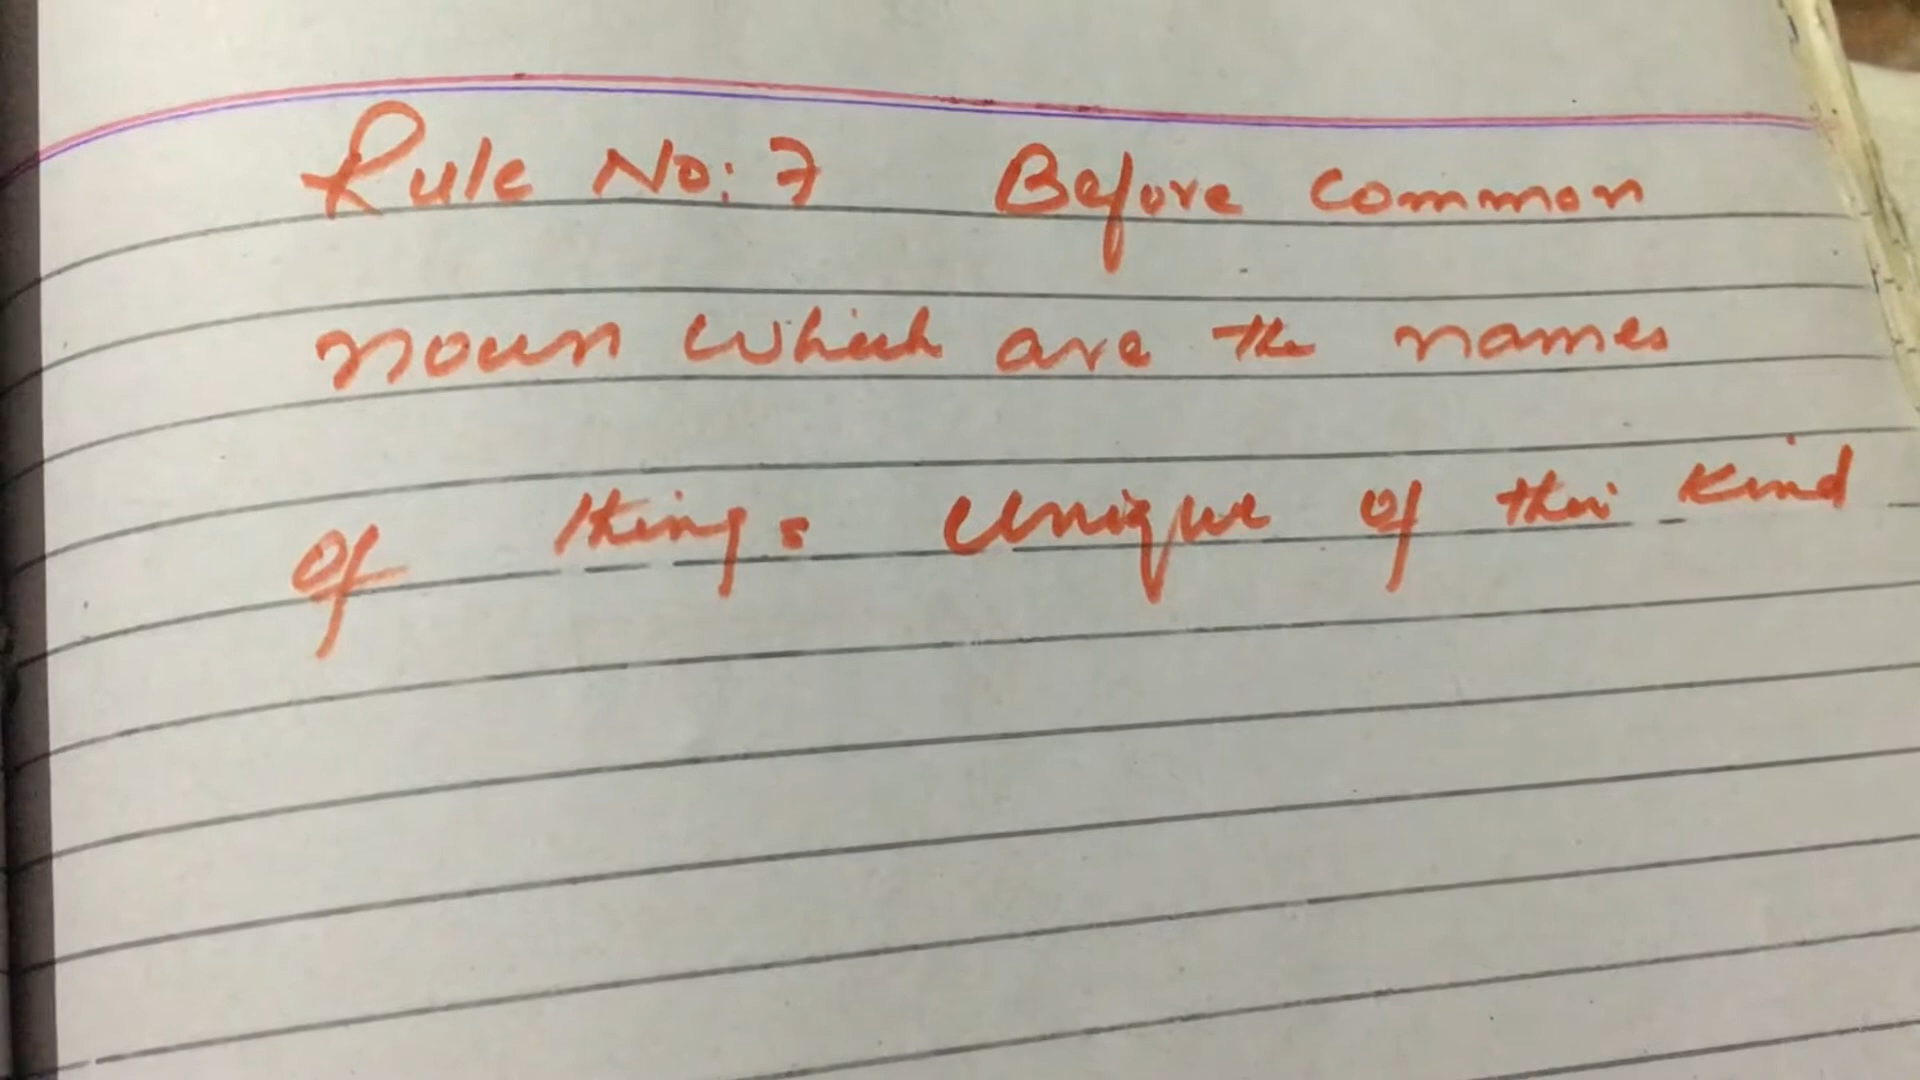 Rule No: 7 Before common
noun which are the names
of things unique of their kind